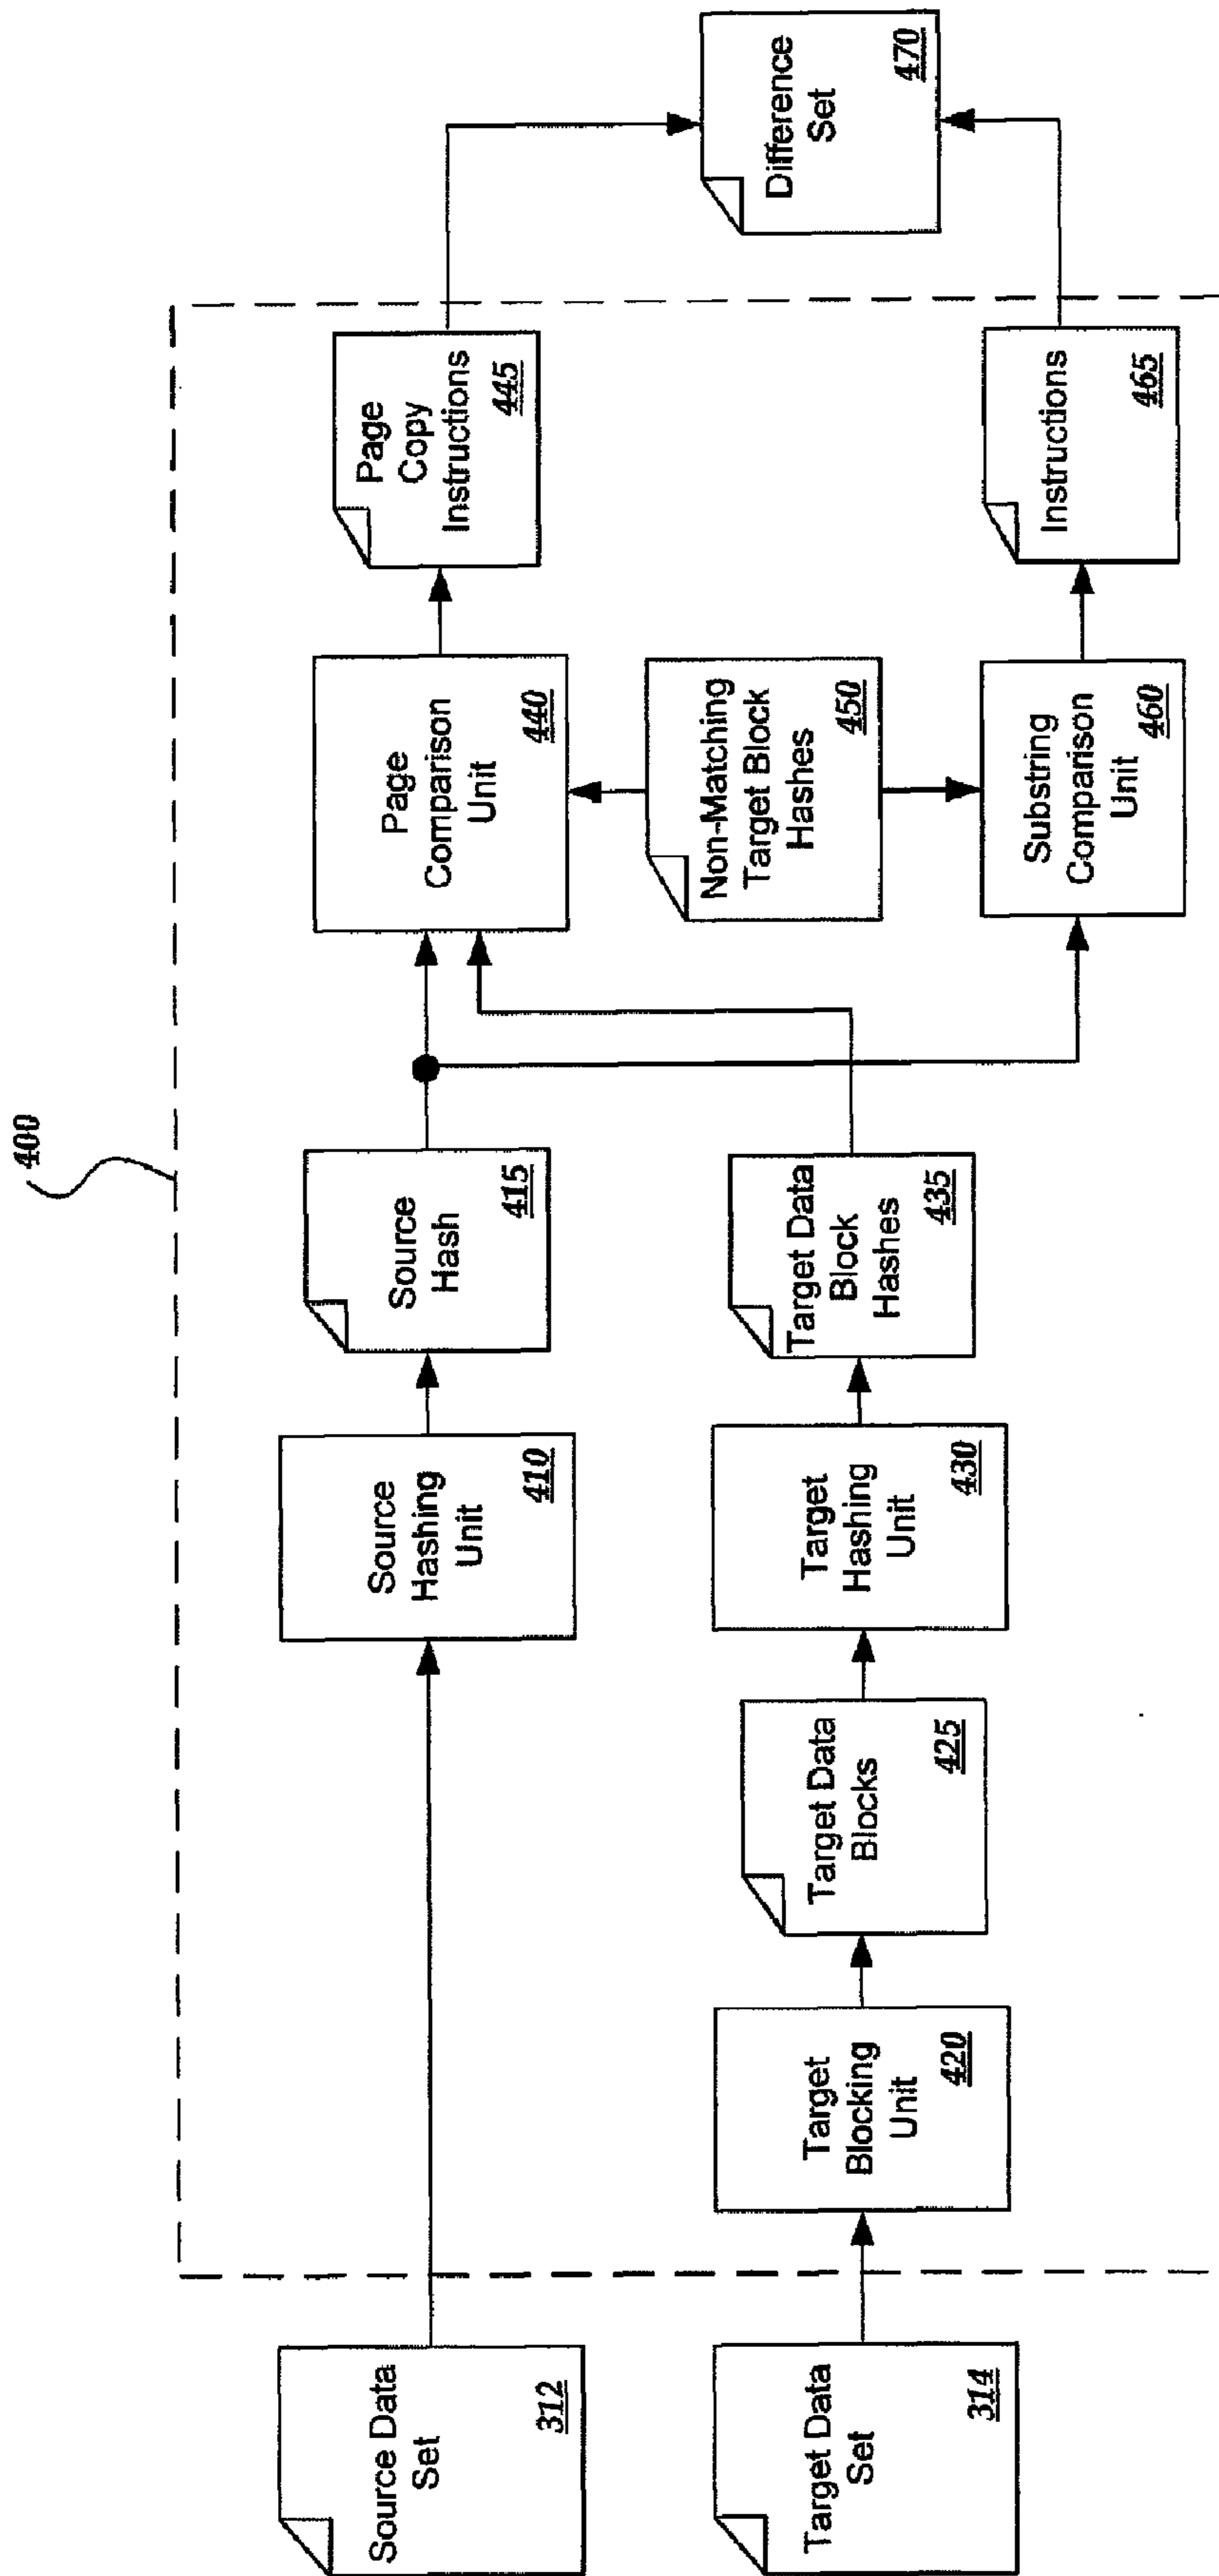 400
Source Data
Set
312
Source
Hashing
Unit
410
Source
Hash
415
Page
Comparison
Unit
440
Page
Copy
Instructions
445
Target Data
Set
314
Target
Blocking
Unit
420
Target Data
Blocks
425
Target
Hashing
Unit
430
Target Data
Block
Hashes
435
Non-Matching
Target Block
Hashes
450
Substring
Comparison
Unit
460
Instructions
465
Difference
Set
470